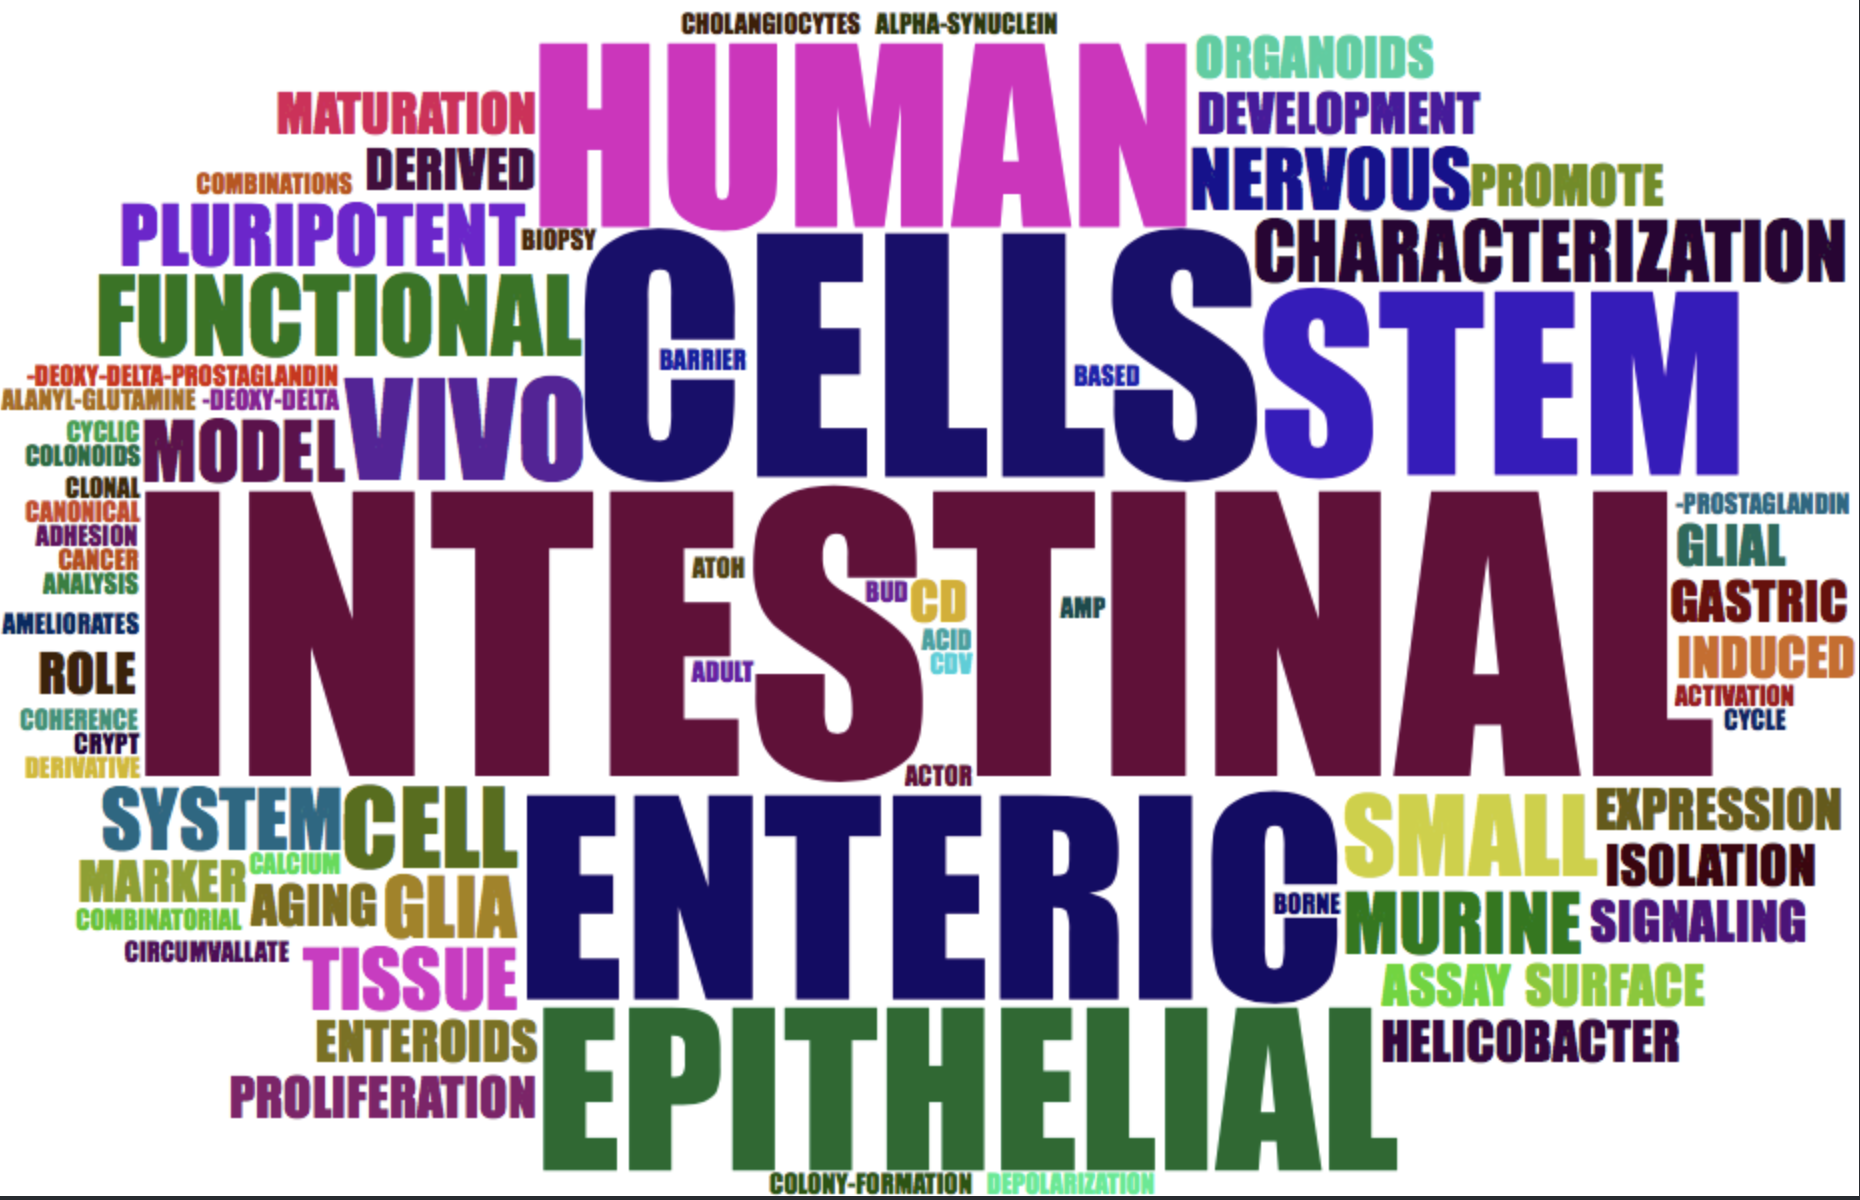 CHOLANGIOCYTES ALPHA-SYNUCLEIN
HUMAN
ORGANOIDS
MATURATION
DEVELOPMENT
DERIVED
NERVOUS PROMOTE
COMBINATIONS
PLURIPOTENT
BIOPSY
CHARACTERIZATION
FUNCTIONAL
CELLS
STEM
BARRIER
BASED
-DEOXY-DELTA-PROSTAGLANDIN
ALANYL-GLUTAMINE -DEOXY-DELTA
VIVO
CYCLIC
COLONOIDS
MODEL
CLONAL
CANONICAL
ADHESION
CANCER
ANALYSIS
INTESTINAL
-PROSTAGLANDIN
GLIAL
ATOH
BUD
CD
AMP
GASTRIC
AMELIORATES
ACID
CDV
INDUCED
ROLE
ADULT
ACTIVATION
COHERENCE
CYCLE
CRYPT
DERIVATIVE
ACTOR
SYSTEM CELL
ENTERIC
SMALL
EXPRESSION
CALCIUM
MARKER
ISOLATION
AGING GLIA
BORNE
MURINE SIGNALING
COMBINATORIAL
CIRCUMVALLATE
TISSUE
ASSAY SURFACE
ENTEROIDS
EPITHELIAL
HELICOBACTER
PROLIFERATION
COLONY-FORMATION DEPOLARIZATION